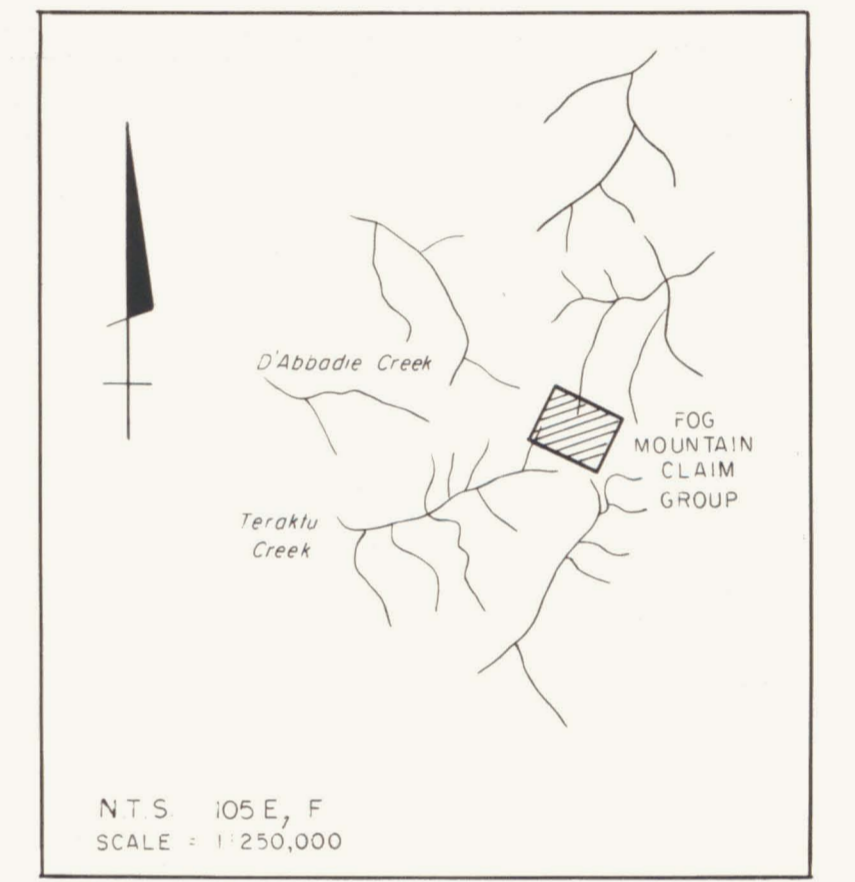 D'Abbadie Creek
FOG
MOUNTAIN
CLAIM
GROUP
Teraktu
Creek
N.T.S. 105 E, F
SCALE = 1:250,000